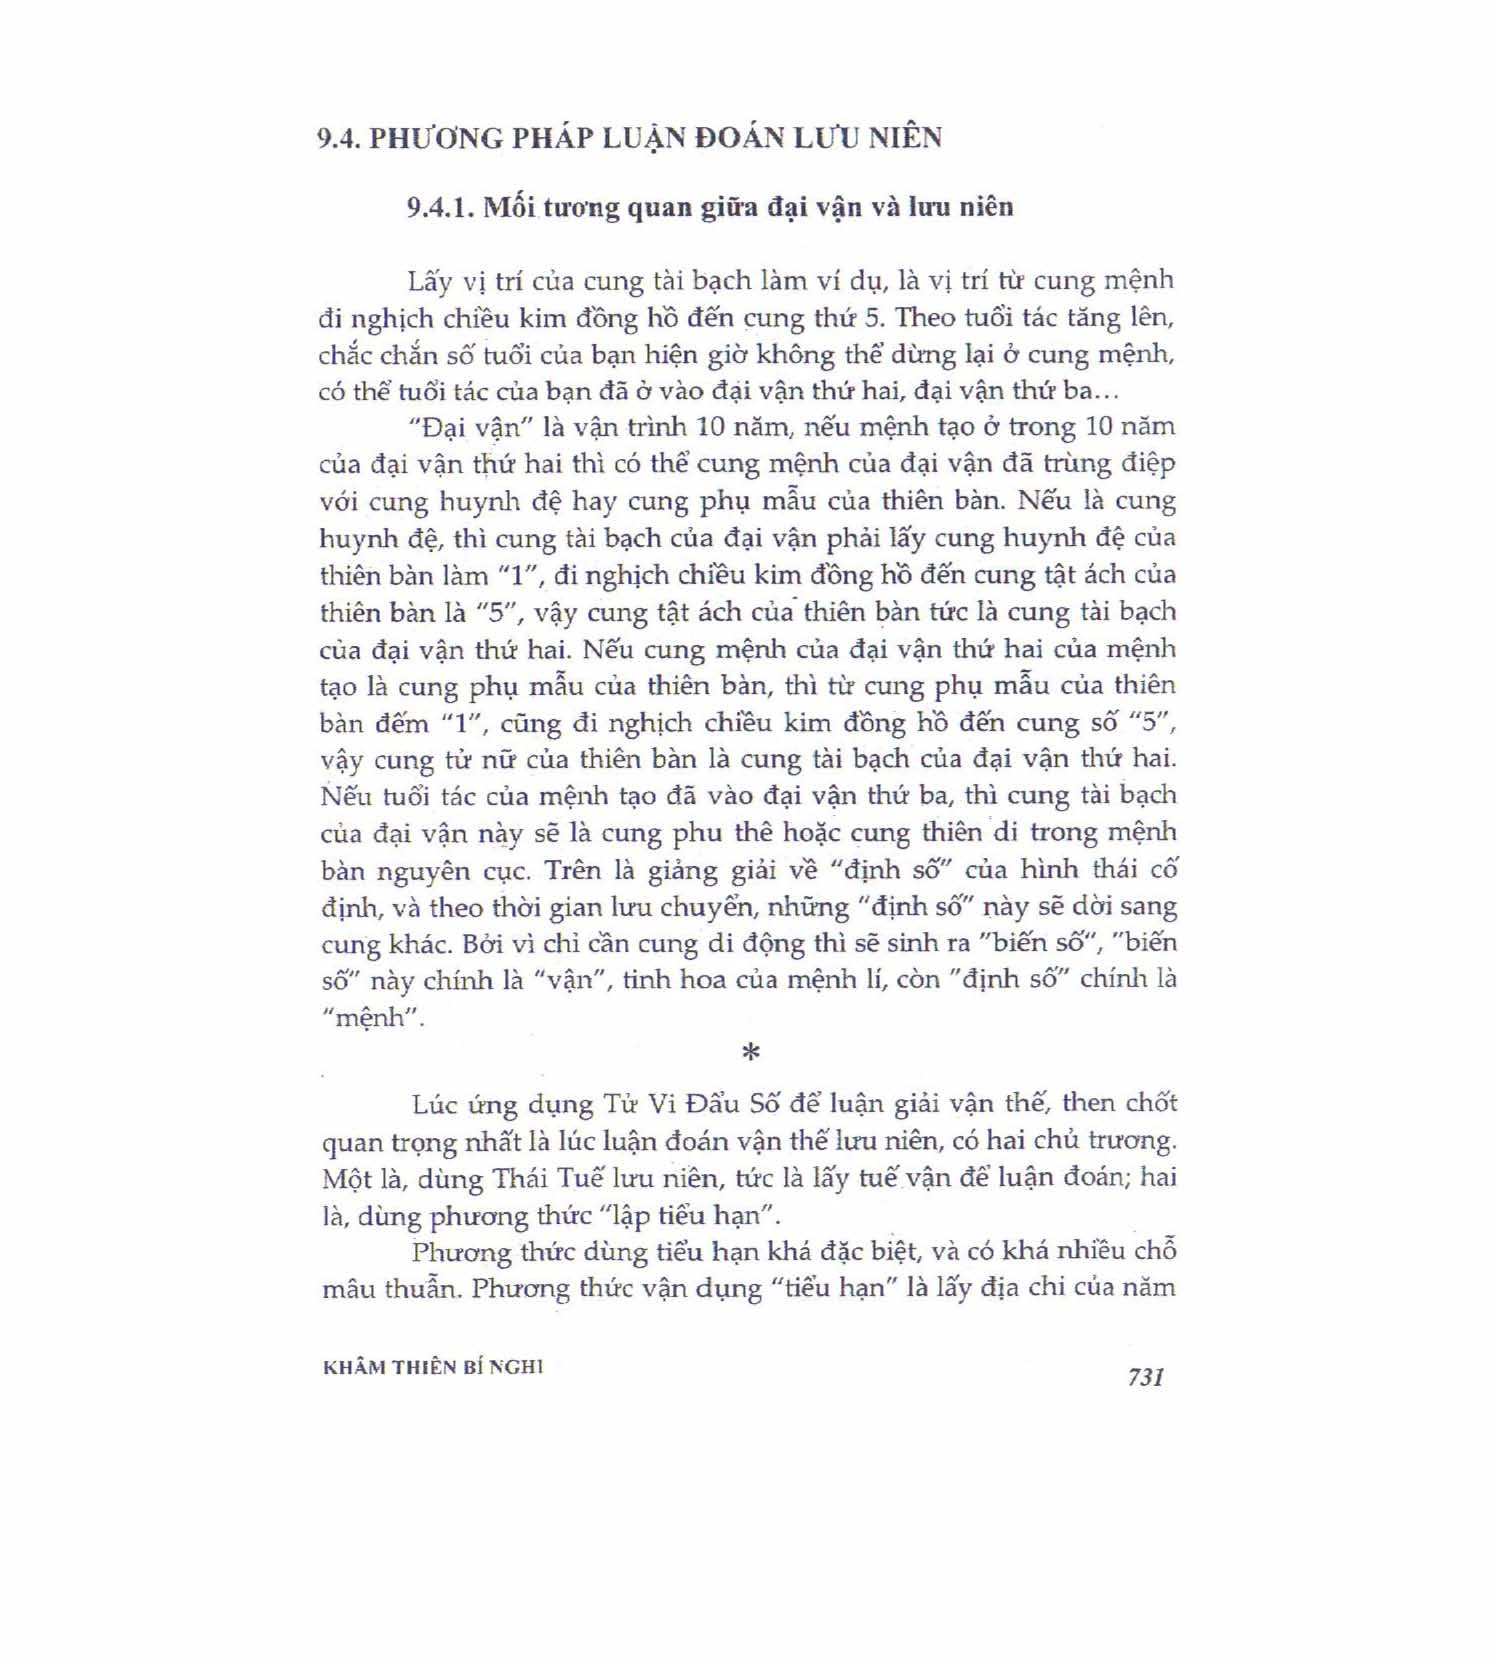 9.4. PHƯƠNG PHÁP LUẬN ĐOÁN LƯU NIÊN
9.4.1. Mối tương quan giữa đại vận và lưu niên
Lấy vị trí của cung tài bạch làm ví dụ, là vị trí từ cung mệnh
đi nghịch chiều kim đồng hồ đến cung thứ 5. Theo tuổi tác tăng lên,
chắc chắn số tuổi của bạn hiện giờ không thể dừng lại ở cung mệnh,
có thể tuổi tác của bạn đã ở vào đại vận thứ hai, đại vận thứ ba...
"Đại vận" là vận trình 10 năm, nếu mệnh tạo ở trong 10 năm
của đại vận thứ hai thì có thể cung mệnh của đại vận đã trùng điệp
với cung huynh đệ hay cung phụ mẫu của thiên bàn. Nếu là cung
huynh đệ, thì cung tài bạch của đại vận phải lấy cung huynh đệ của
thiên bàn làm "1", đi nghịch chiều kim đồng hồ đến cung tật ách của
thiên bàn là "5", vậy cung tật ách của thiên bàn tức là cung tài bạch
của đại vận thứ hai. Nếu cung mệnh của đại vận thứ hai của mệnh
tạo là cung phụ mẫu của thiên bàn, thì từ cung phụ mẫu của thiên
bàn đếm "1", cũng đi nghịch chiều kim đồng hồ đến cung số "5",
vậy cung tử nữ của thiên bàn là cung tài bạch của đại vận thứ hai.
Nếu tuổi tác của mệnh tạo đã vào đại vận thứ ba, thì cung tài bạch
của đại vận này sẽ là cung phu thê hoặc cung thiên di trong mệnh
bàn nguyên cục. Trên là giảng giải về "định số" của hình thái cố
định, và theo thời gian lưu chuyển, những "định số" này sẽ dời sang
cung khác. Bởi vì chỉ cần cung di động thì sẽ sinh ra "biến số", "biến
số" này chính là "vận", tinh hoa của mệnh lí, còn "định số" chính là
"mệnh".
*
Lúc ứng dụng Tử Vi Đẩu Số để luận giải vận thế, then chốt
quan trọng nhất là lúc luận đoán vận thế lưu niên, có hai chủ trương.
Một là, dùng Thái Tuế lưu niên, tức là lấy tuế vận để luận đoán; hai
là, dùng phương thức "lập tiểu hạn".
Phương thức dùng tiểu hạn khá đặc biệt, và có khá nhiều chỗ
mâu thuẫn. Phương thức vận dụng "tiểu hạn" là lấy địa chi của năm
KHÂM THIÊN BÍ NGHI
731